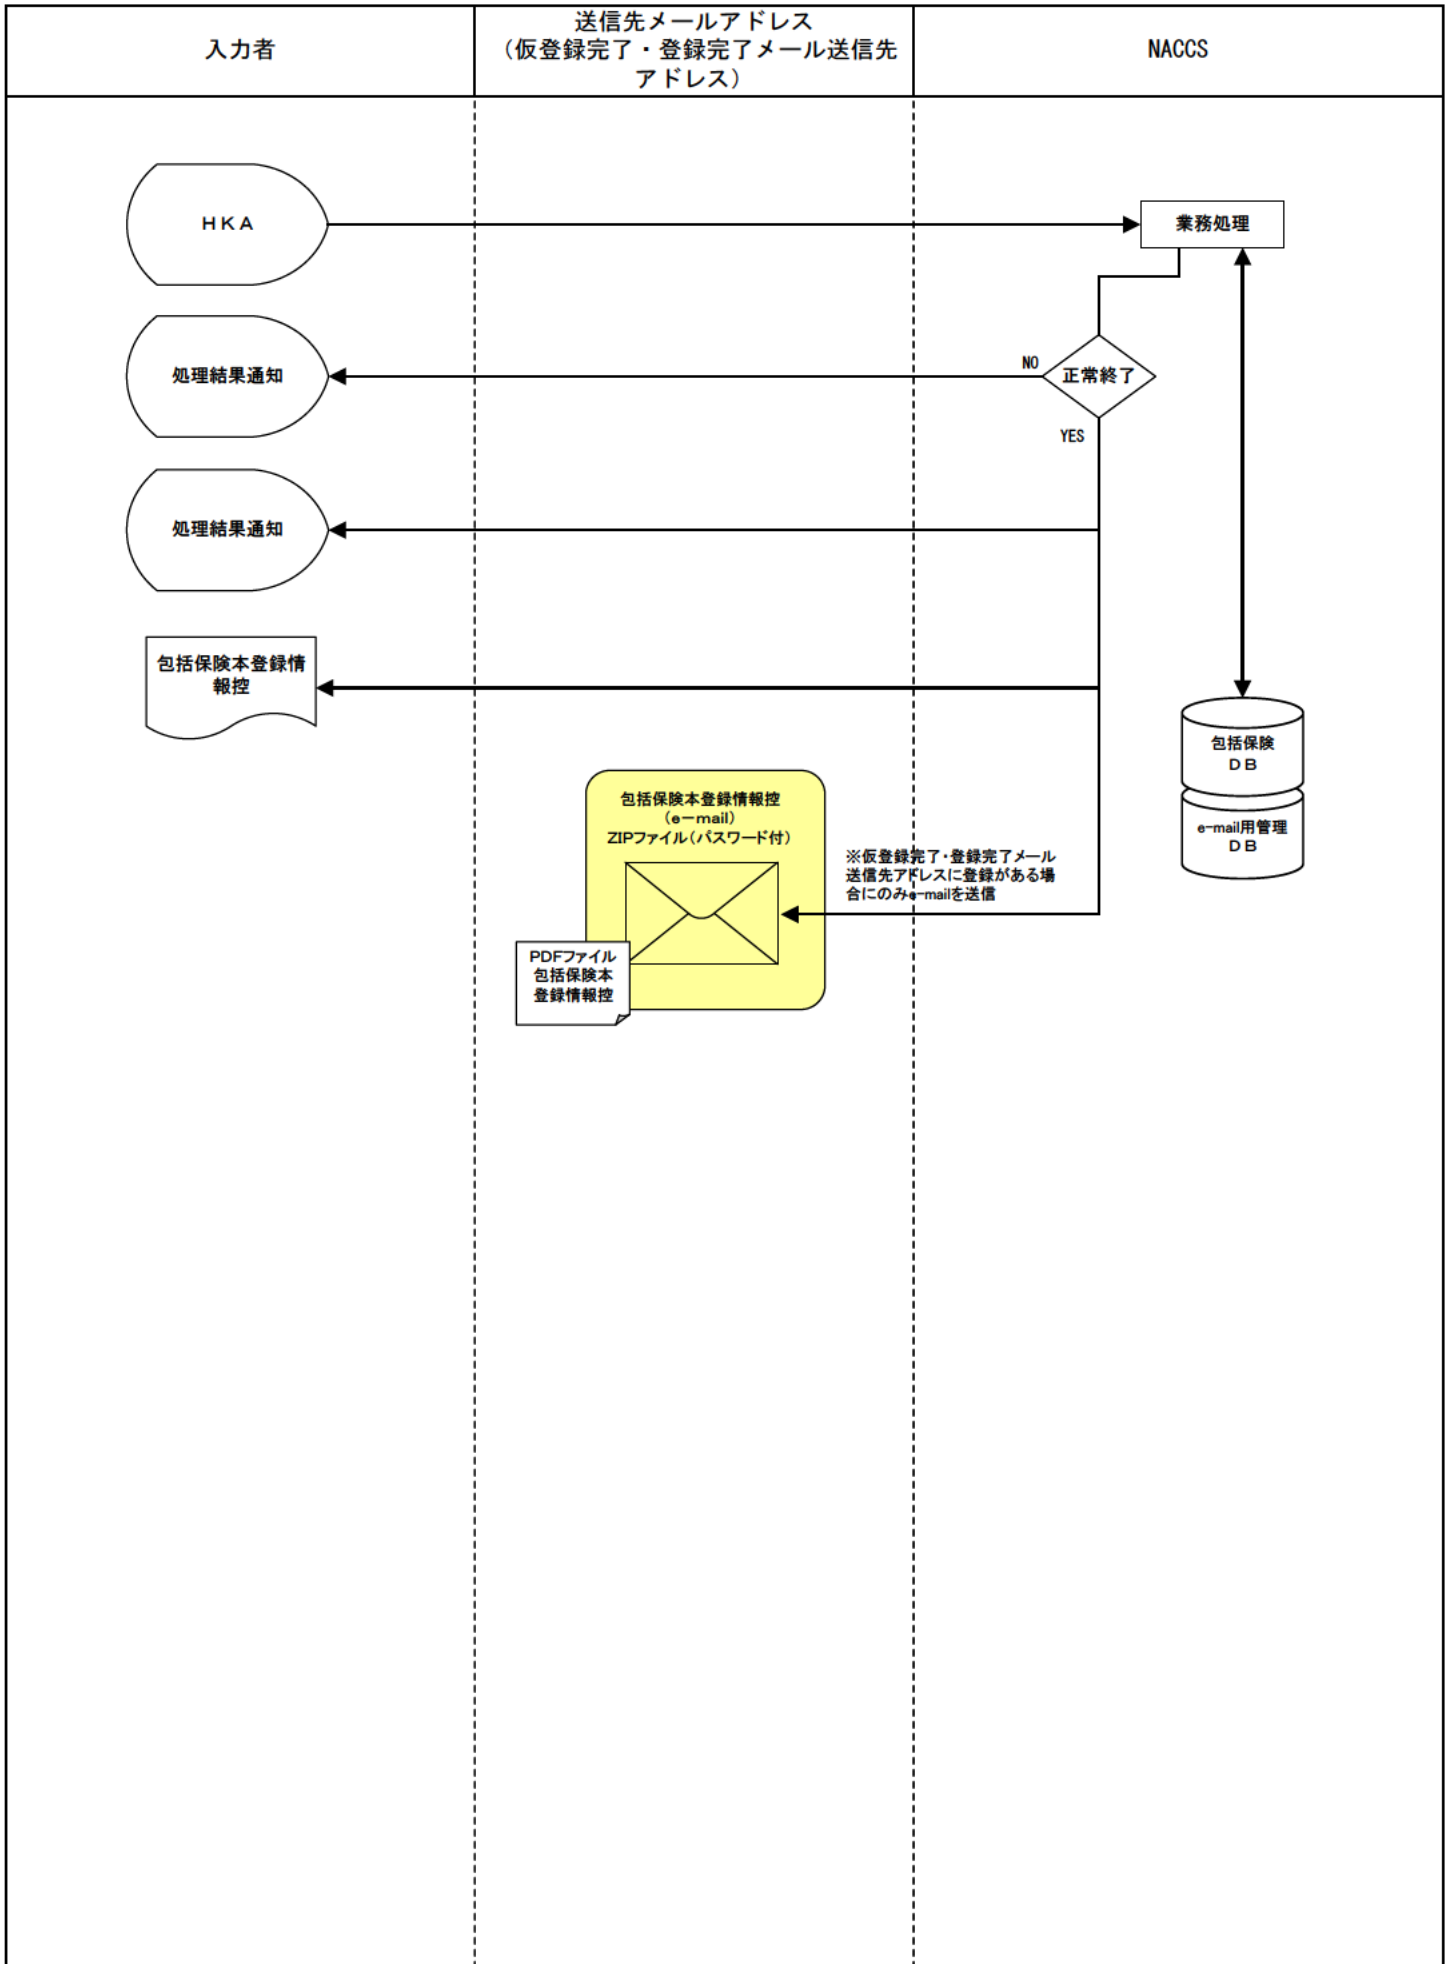 入力者
送信先メールアドレス
（仮登録完了・登録完了メール送信先
アドレス）
NACCS
ＨＫＡ
業務処理
処理結果通知
NO
正常終了
YES
処理結果通知
包括保険本登録情
報控
包括保険
ＤＢ
包括保険本登録情報控
（e－mail）
ZIPファイル（パスワード付）
e-mail用管理
ＤＢ
※仮登録完了・登録完了メール
送信先アドレスに登録がある場
合にのみe-mailを送信
PDFファイル
包括保険本
登録情報控